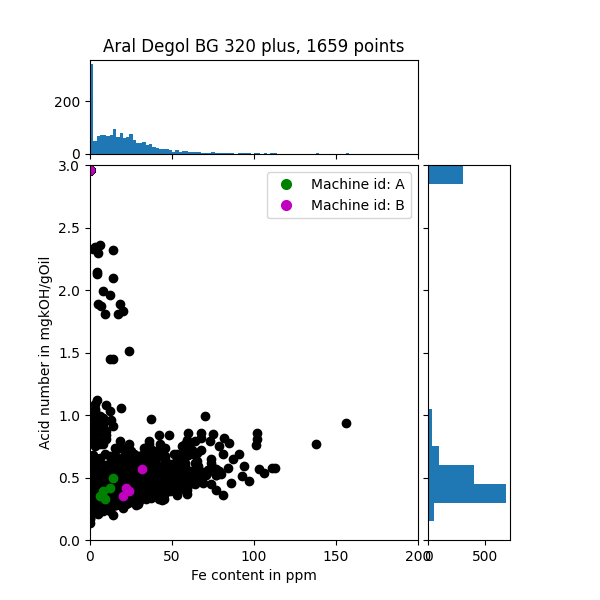 Aral Degol BG 320 plus, 1659 points
200
0
3.0
2.5
2.0
1.5
1.0
0.5
0.0
Machine id: A
Machine id: B
Acid number in mgkOH/gOil
0 50 100 150 200
0 500
Fe content in ppm